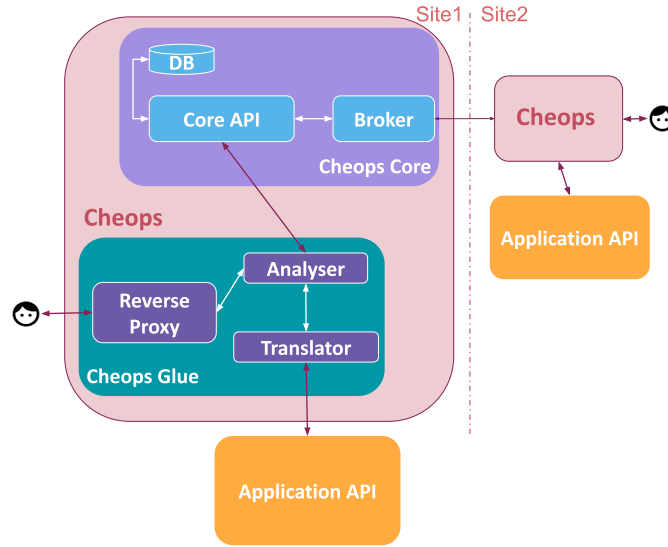 Site1
Site2
DB
Core API
Broker
Cheops Core
Cheops
Cheops
Application API
Analyser
Reverse
Proxy
Translator
Cheops Glue
Application API